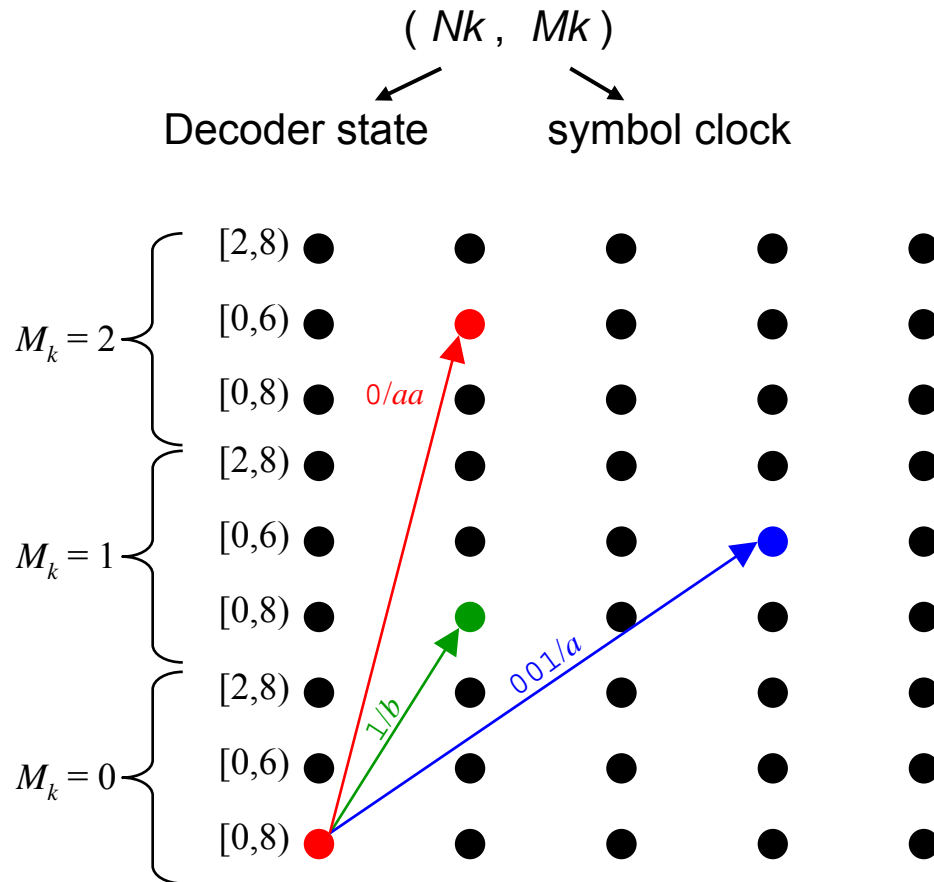 ( Nk , Mk )
Decoder state symbol clock
[2,8)
[0,6)
M_k = 2
0/aa
[0,8)
[2,8)
[0,6)
M_k = 1
[0,8)
001/a
[2,8)
1/b
[0,6)
M_k = 0
[0,8)